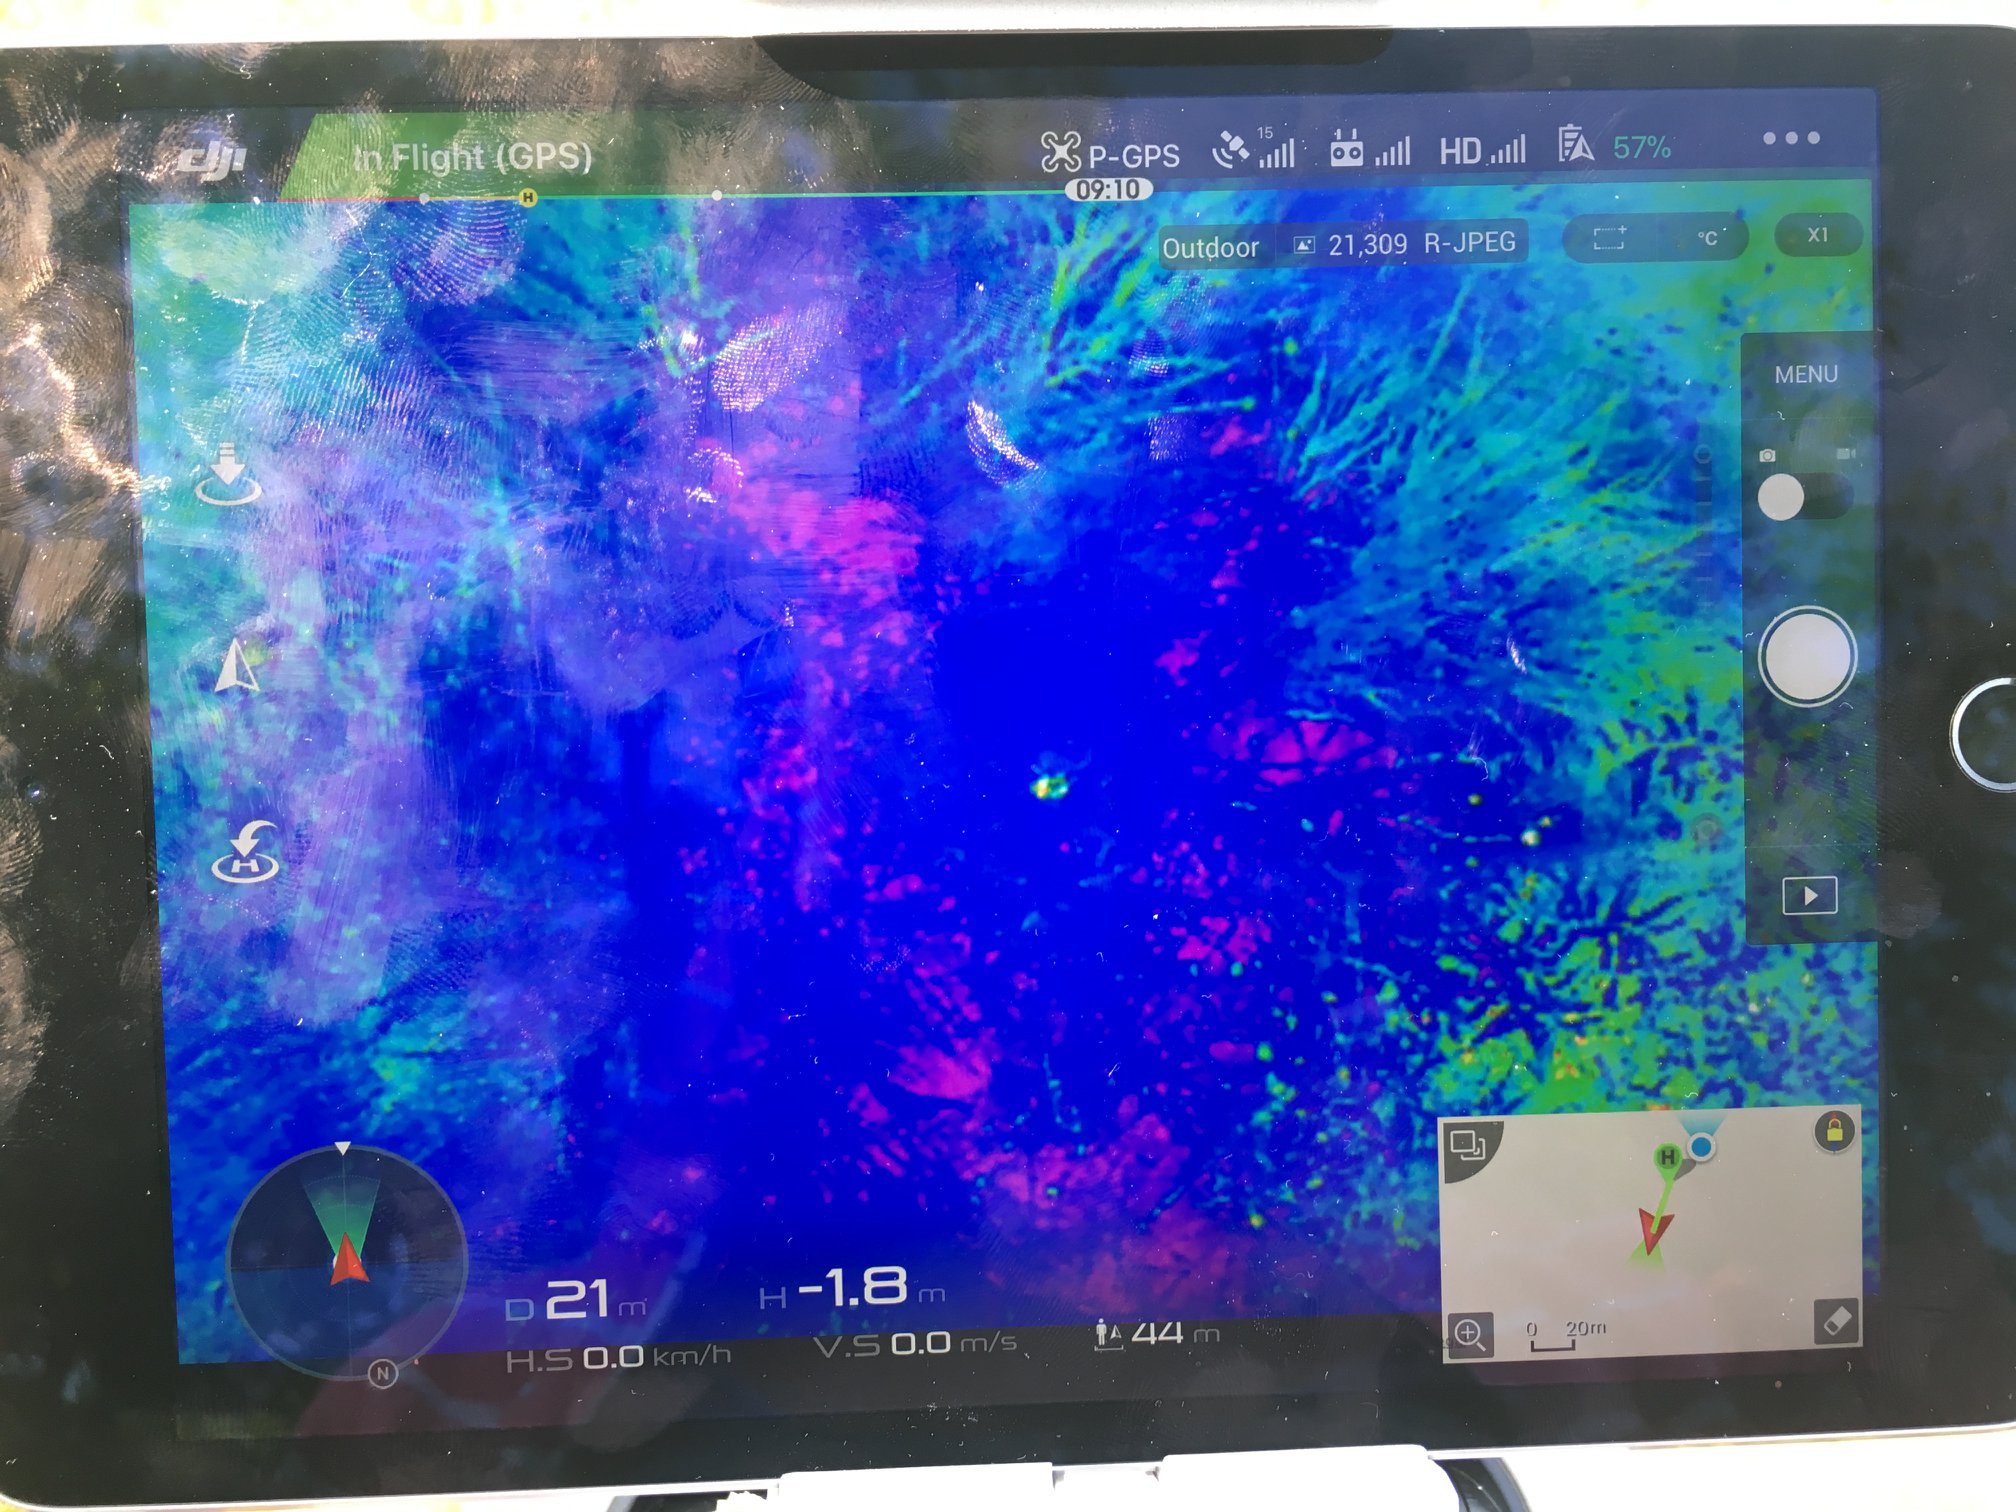 dji In Flight (GPS) P-GPS 15 HD 57% •••
H 09:10
Outdoor 21,309 R-JPEG °C X1
MENU
H
H
D 21 m H -1.8 m
H.S 0.0 km/h V.S 0.0 m/s 44 m
N
0 20m